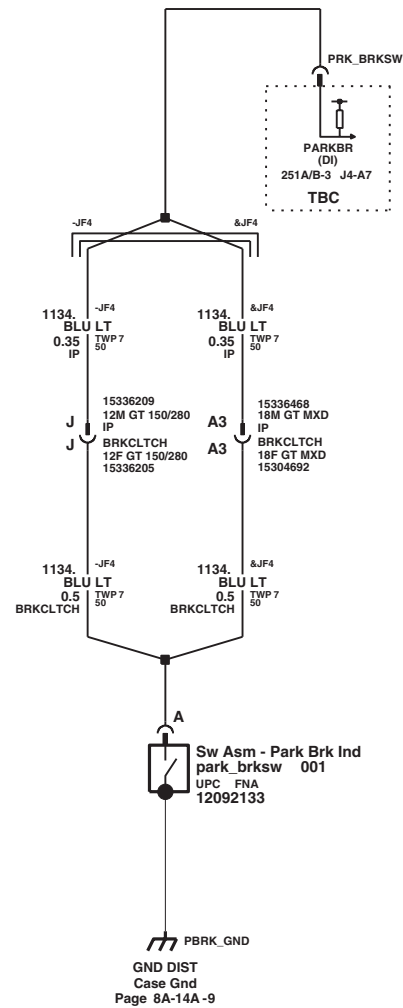 PRK_BRKSW
PARKBR
(DI)
251A/B-3 J4-A7
TBC
-JF4
&JF4
1134. -JF4
BLU LT
0.35 TWP 7
IP 50
1134. &JF4
BLU LT
0.35 TWP 7
IP 50
15336209
J 12M GT 150/280
IP
J BRKCLTCH
12F GT 150/280
15336205
15336468
A3 18M GT MXD
IP
A3 BRKCLTCH
18F GT MXD
15304692
1134. -JF4
BLU LT
0.5 TWP 7
BRKCLTCH 50
1134. &JF4
BLU LT
0.5 TWP 7
BRKCLTCH 50
A
Sw Asm - Park Brk Ind
park_brksw 001
UPC FNA
12092133
PBRK_GND
GND DIST
Case Gnd
Page 8A-14A-9